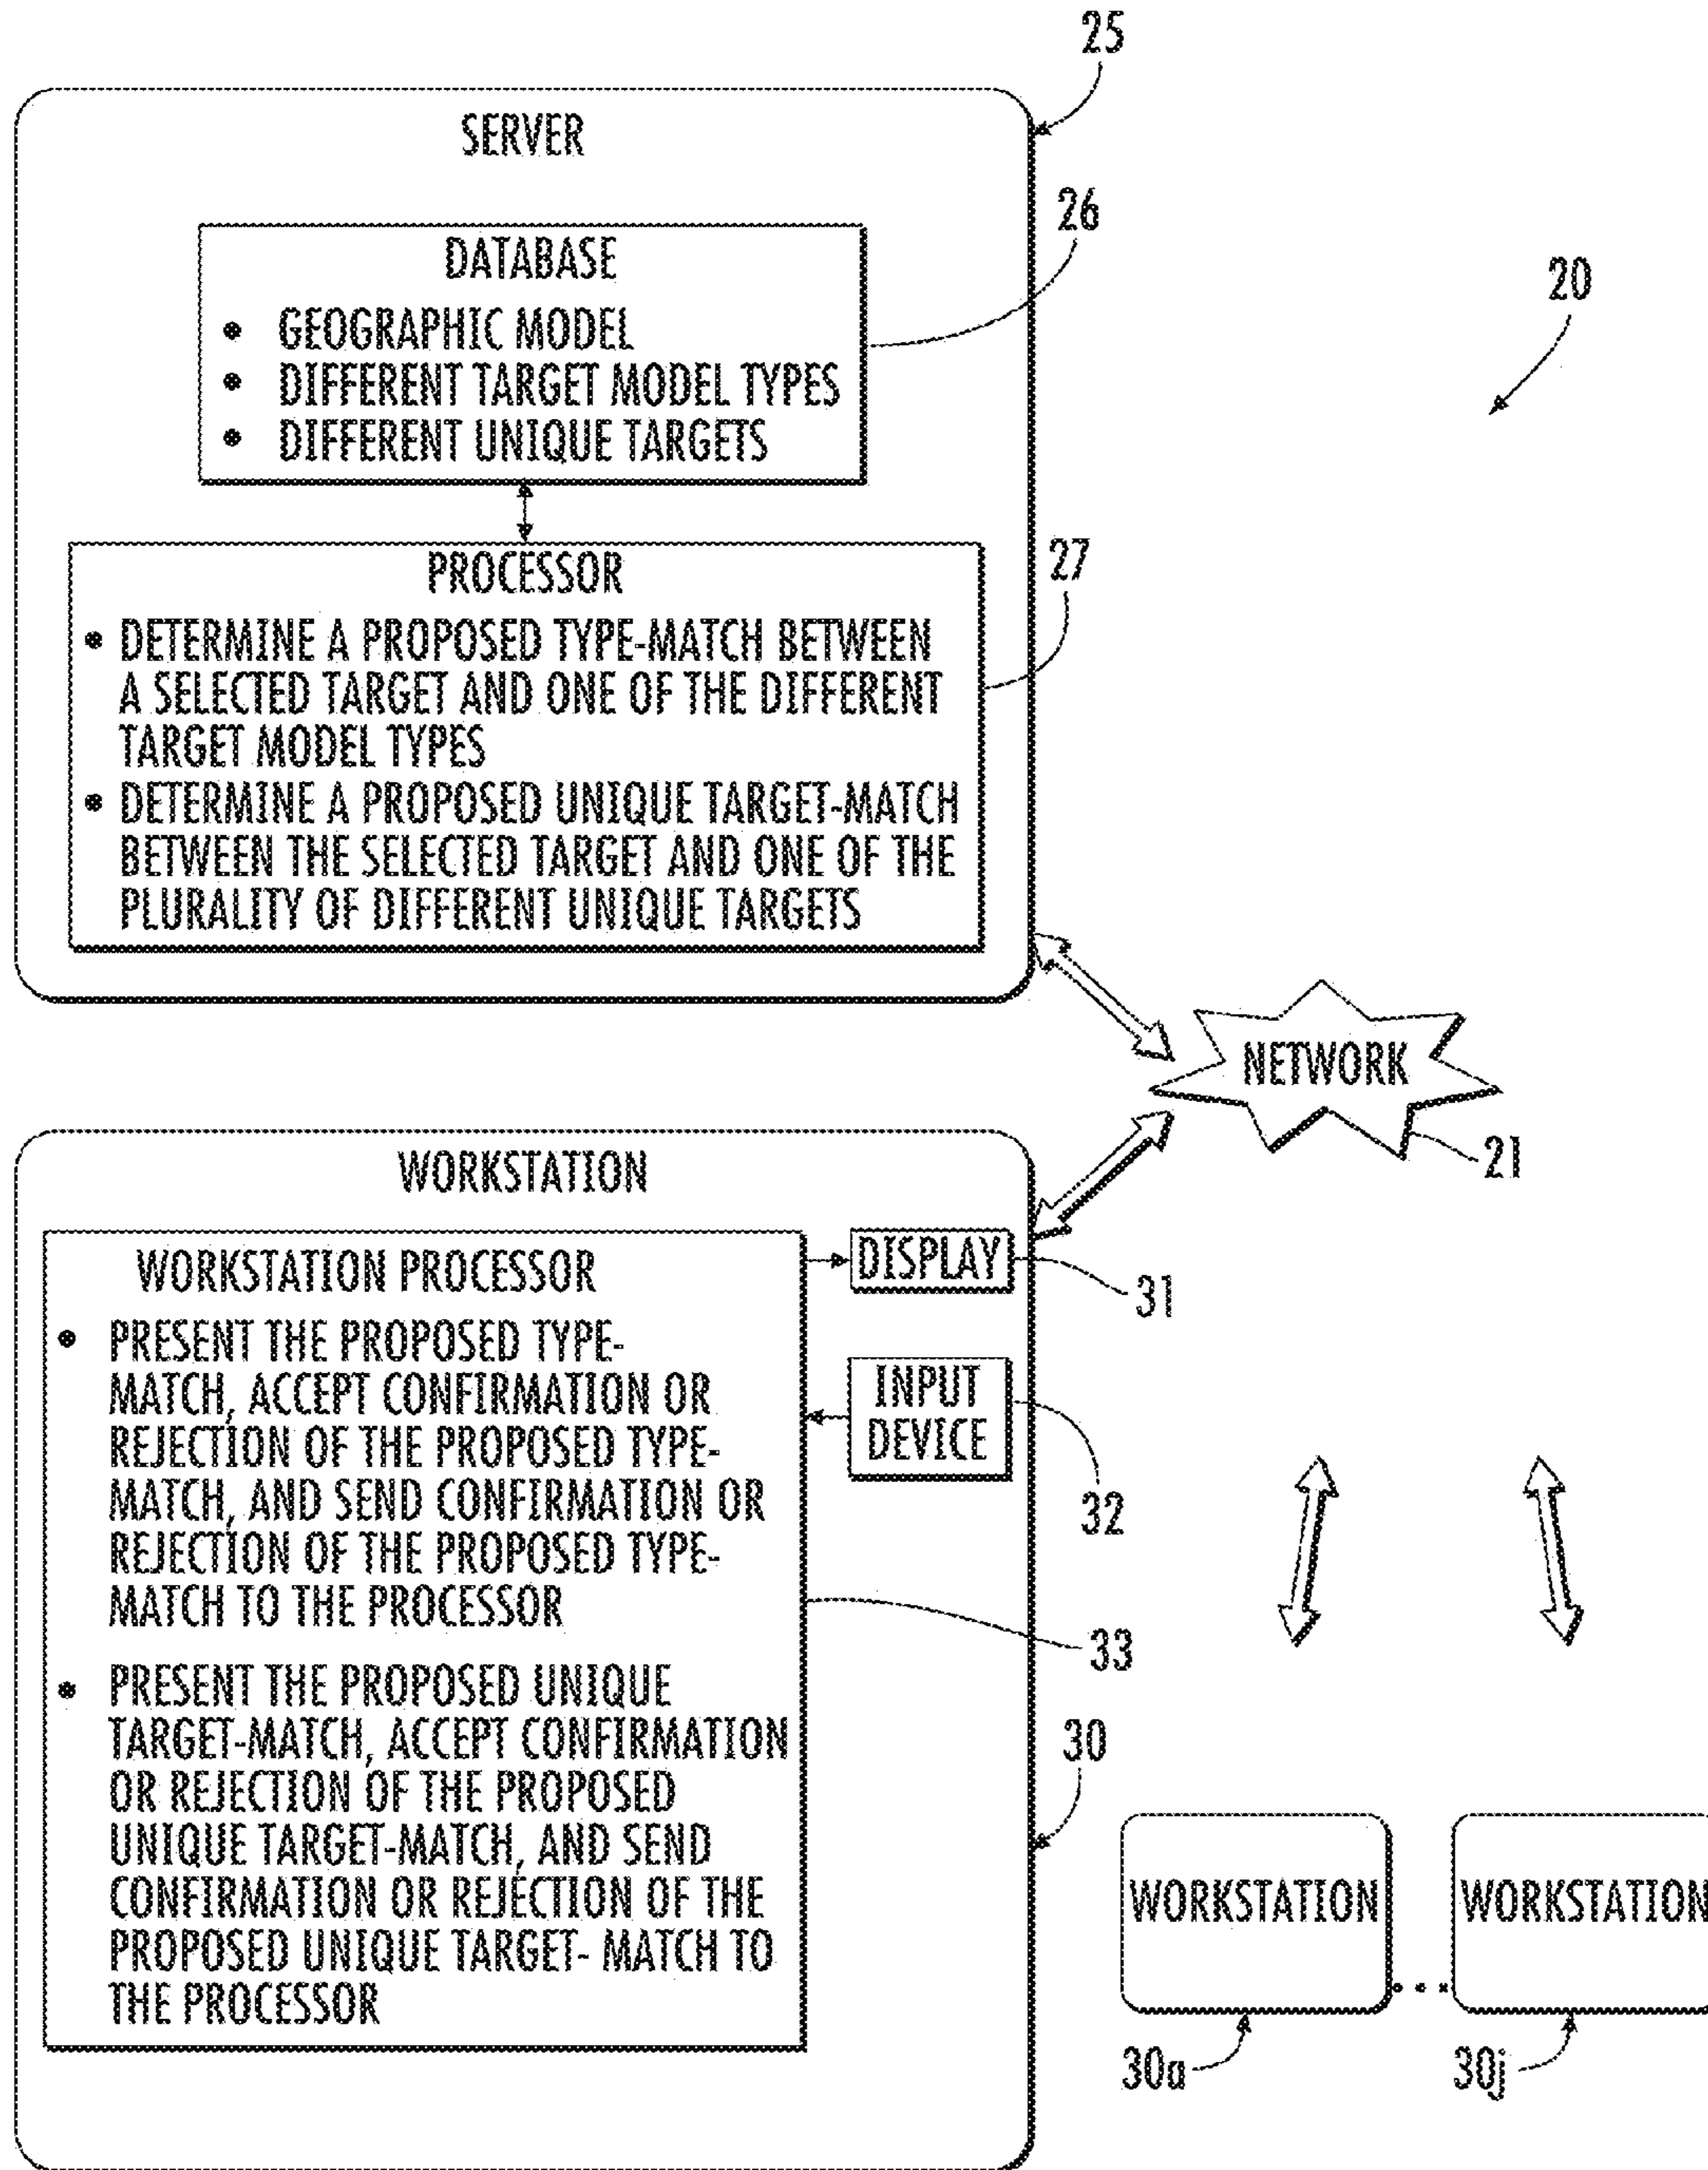 25
SERVER
26
DATABASE
• GEOGRAPHIC MODEL
• DIFFERENT TARGET MODEL TYPES
• DIFFERENT UNIQUE TARGETS
20
27
PROCESSOR
• DETERMINE A PROPOSED TYPE-MATCH BETWEEN
A SELECTED TARGET AND ONE OF THE DIFFERENT
TARGET MODEL TYPES
• DETERMINE A PROPOSED UNIQUE TARGET-MATCH
BETWEEN THE SELECTED TARGET AND ONE OF THE
PLURALITY OF DIFFERENT UNIQUE TARGETS
NETWORK
21
WORKSTATION
WORKSTATION PROCESSOR
• PRESENT THE PROPOSED TYPE-
MATCH, ACCEPT CONFIRMATION OR
REJECTION OF THE PROPOSED TYPE-
MATCH, AND SEND CONFIRMATION OR
REJECTION OF THE PROPOSED TYPE-
MATCH TO THE PROCESSOR
• PRESENT THE PROPOSED UNIQUE
TARGET-MATCH, ACCEPT CONFIRMATION
OR REJECTION OF THE PROPOSED
UNIQUE TARGET-MATCH, AND SEND
CONFIRMATION OR REJECTION OF THE
PROPOSED UNIQUE TARGET- MATCH TO
THE PROCESSOR
DISPLAY
31
INPUT
DEVICE
32
33
30
WORKSTATION
...
WORKSTATION
30a
30j